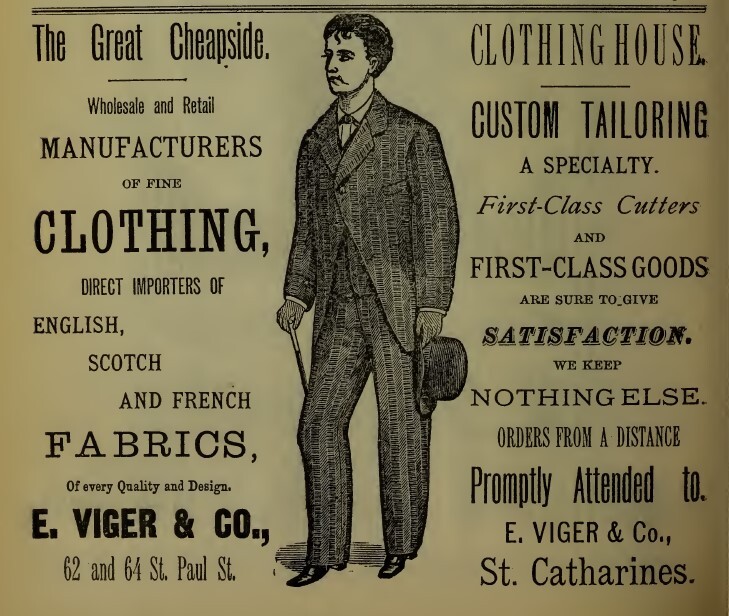 The Great Cheapside.
Wholesale and Retail
MANUFACTURERS
OF FINE
CLOTHING,
DIRECT IMPORTERS OF
ENGLISH,
SCOTCH
AND FRENCH
FABRICS,
Of every Quality and Design.
E. VIGER & CO.,
62 and 64 St. Paul St.
CLOTHING HOUSE.
CUSTOM TAILORING
A SPECIALTY.
First-Class Cutters
AND
FIRST-CLASS GOODS
ARE SURE TO GIVE
SATISFACTION.
WE KEEP
NOTHING ELSE.
ORDERS FROM A DISTANCE
Promptly Attended to.
E. VIGER & Co.,
St. Catharines.